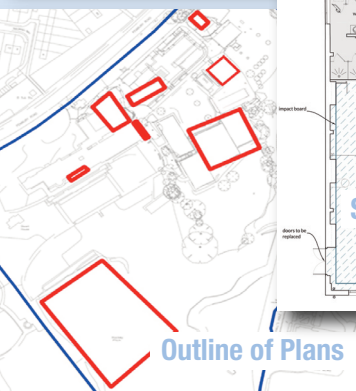 impact board
doors to be
replaced
S
Outline of Plans